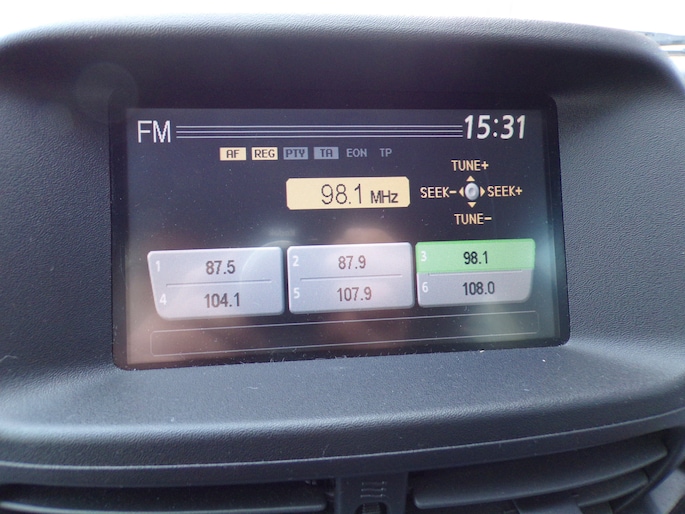 FM 15:31
AF REG PTY TA EON TP
TUNE+
98.1 MHz
SEEK- SEEK+
TUNE-
1 87.5
2 87.9
3 98.1
4 104.1
5 107.9
6 108.0